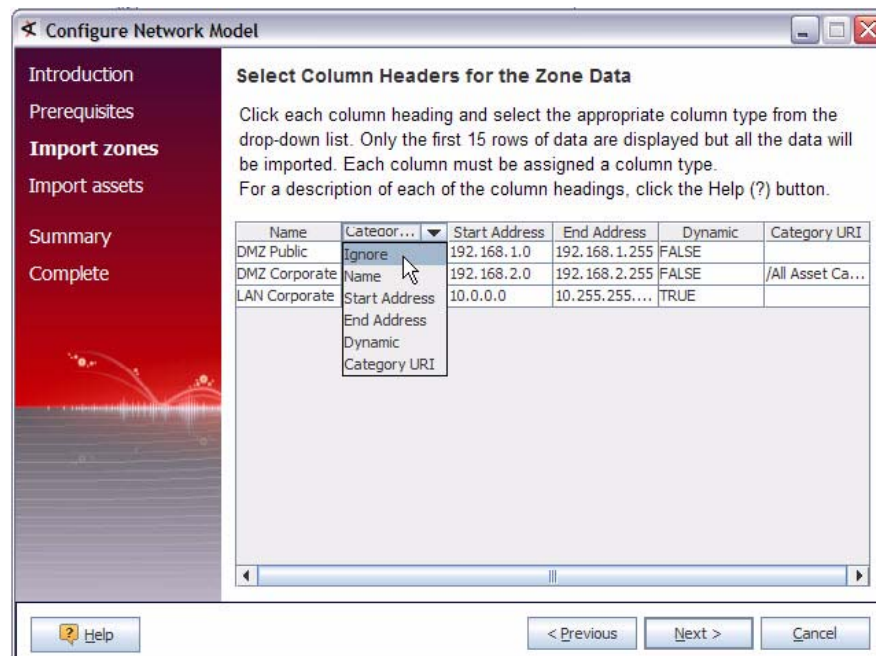 Configure Network Model
Introduction
Prerequisites
Import zones
Import assets
Summary
Complete
Select Column Headers for the Zone Data
Click each column heading and select the appropriate column type from the
drop-down list. Only the first 15 rows of data are displayed but all the data will
be imported. Each column must be assigned a column type.
For a description of each of the column headings, click the Help (?) button.
Name Categor... Start Address End Address Dynamic Category URI
DMZ Public 192.168.1.0 192.168.1.255 FALSE
DMZ Corporate 192.168.2.0 192.168.2.255 FALSE /All Asset Ca...
LAN Corporate 10.0.0.0 10.255.255.... TRUE
Ignore
Name
Start Address
End Address
Dynamic
Category URI
Help
< Previous
Next >
Cancel